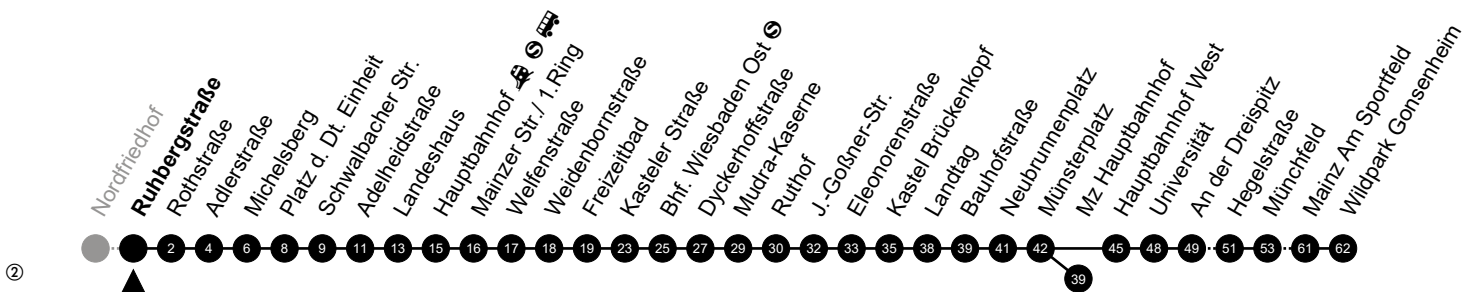 Nordfriedhof
Ruhbergstraße
Rothstraße
Adlerstraße
Michelsberg
Platz d. Dt. Einheit
Schwalbacher Str.
Adelheidstraße
Landeshaus
Hauptbahnhof S
Mainzer Str./ 1.Ring
Welfenstraße
Weidenbornstraße
Freizeitbad
Kasteler Straße
Bhf. Wiesbaden Ost S
Dyckerhoffstraße
Mudra-Kaserne
Ruthof
J.-Goßner-Str.
Eleonorenstraße
Kastel Brückenkopf
Landtag
Bauhofstraße
Neubrunnenplatz
Münsterplatz
Mz Hauptbahnhof
Hauptbahnhof West
Universität
An der Dreispitz
Hegelstraße
Münchfeld
Mainz Am Sportfeld
Wildpark Gonsenheim
2 4 6 8 9 11 13 15 16 17 18 19 23 25 27 29 30 32 33 35 38 39 41 42 45 48 49 51 53 61 62
②
39